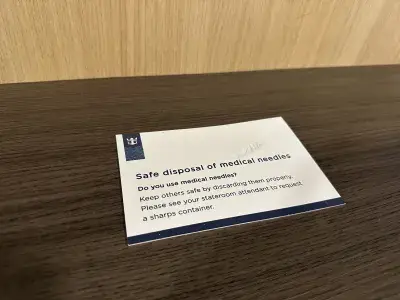 Safe disposal of medical needles
Do you use medical needles?
Keep others safe by discarding them properly.
Please see your stateroom attendant to request
a sharps container.